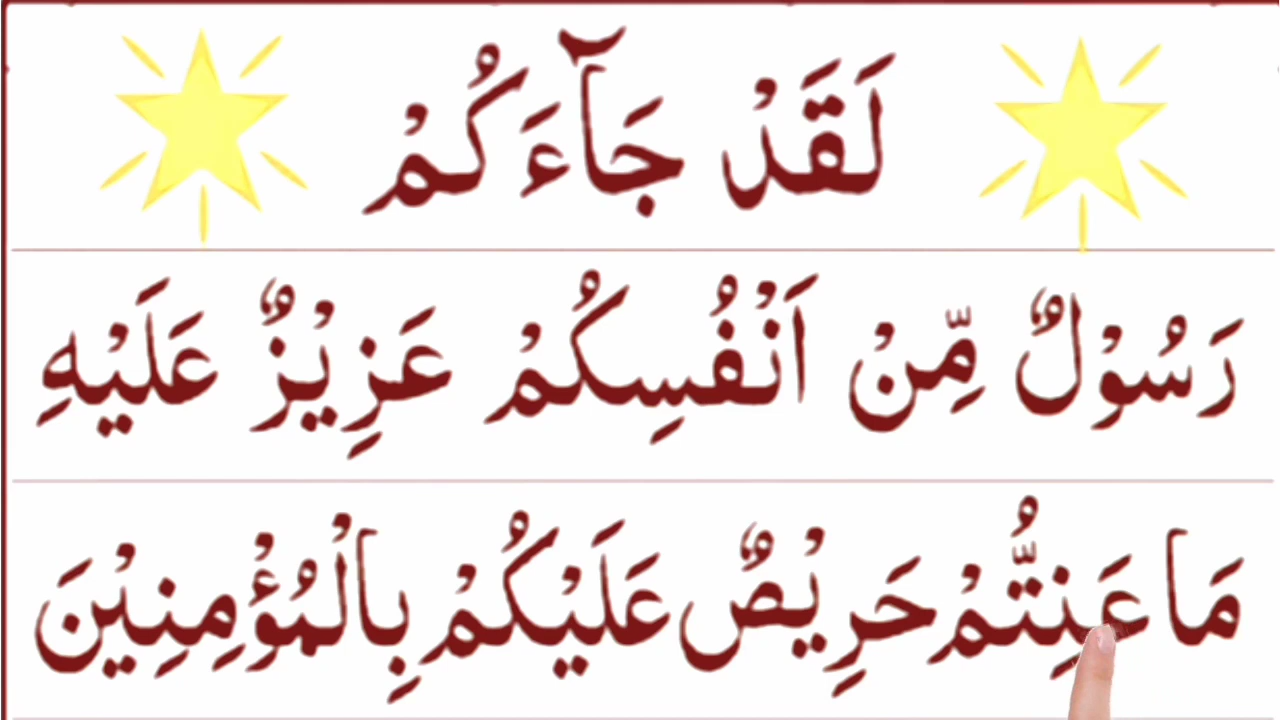 لَقَدْ جَآءَكُمْ
رَسُوْلٌ مِّنْ اَنْفُسِكُمْ عَزِيْزٌ عَلَيْهِ
مَا عَنِتُّمْ حَرِيْصٌ عَلَيْكُمْ بِالْمُؤْمِنِيْنَ